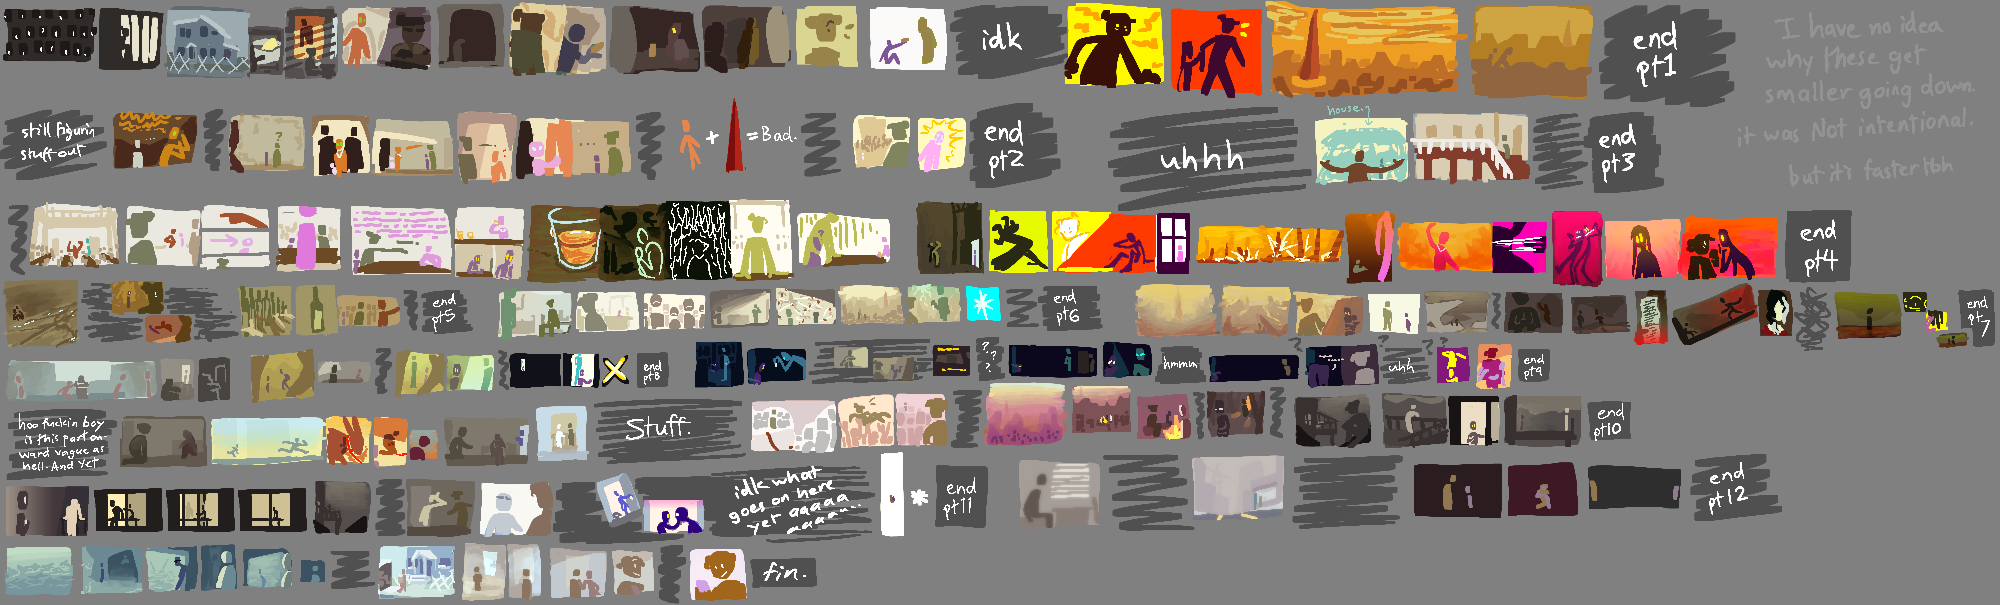 idk
end
pt1
I have no idea
why these get
smaller going down.
it was Not intentional.
but it's faster tbh
still figurin
stuff out
+ = Bad.
end
pt2
uhhh
house?
end
pt3
end
pt4
end
pt5
end
pt6
end
pt
7
end
pt8
? ? ?
hmmm
? ? ?
uhh
end
pt9
hoo fuckin boy
is this part on-
ward vague as
hell. And yet
Stuff.
end
pt10
idk what
goes on here
yet aaaaa
aaaaa...
*
end
pt11
end
pt12
fin.